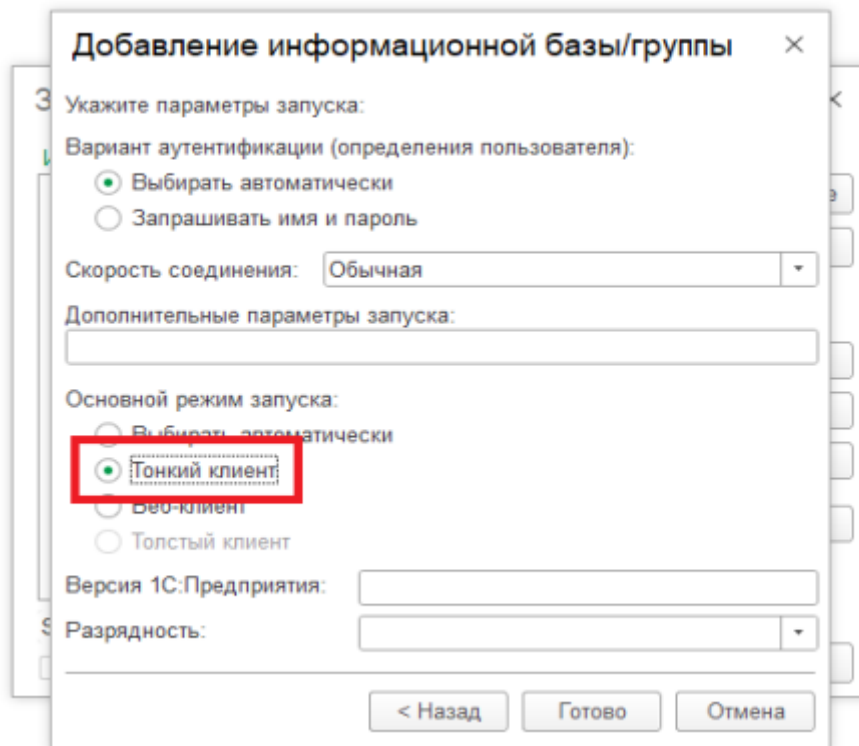 Добавление информационной базы/группы
Укажите параметры запуска:
Вариант аутентификации (определения пользователя):
Выбирать автоматически
Запрашивать имя и пароль
Скорость соединения: Обычная
Дополнительные параметры запуска:
Основной режим запуска:
Выбирать автоматически
Тонкий клиент
Веб-клиент
Толстый клиент
Версия 1С:Предприятия:
Разрядность:
< Назад Готово Отмена